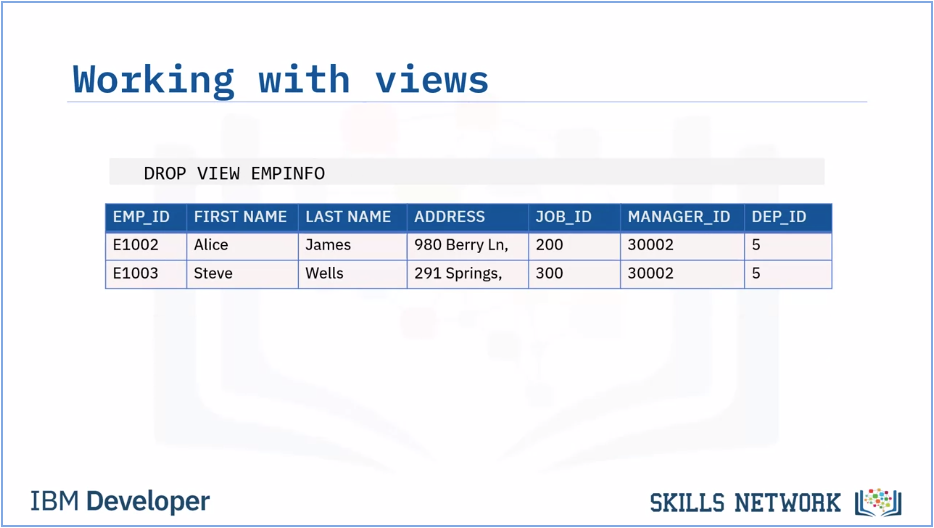 Working with views
DROP VIEW EMPINFO
EMP_ID FIRST NAME LAST NAME ADDRESS JOB_ID MANAGER_ID DEP_ID
E1002 Alice James 980 Berry Ln, 200 30002 5
E1003 Steve Wells 291 Springs, 300 30002 5
IBM Developer
SKILLS NETWORK